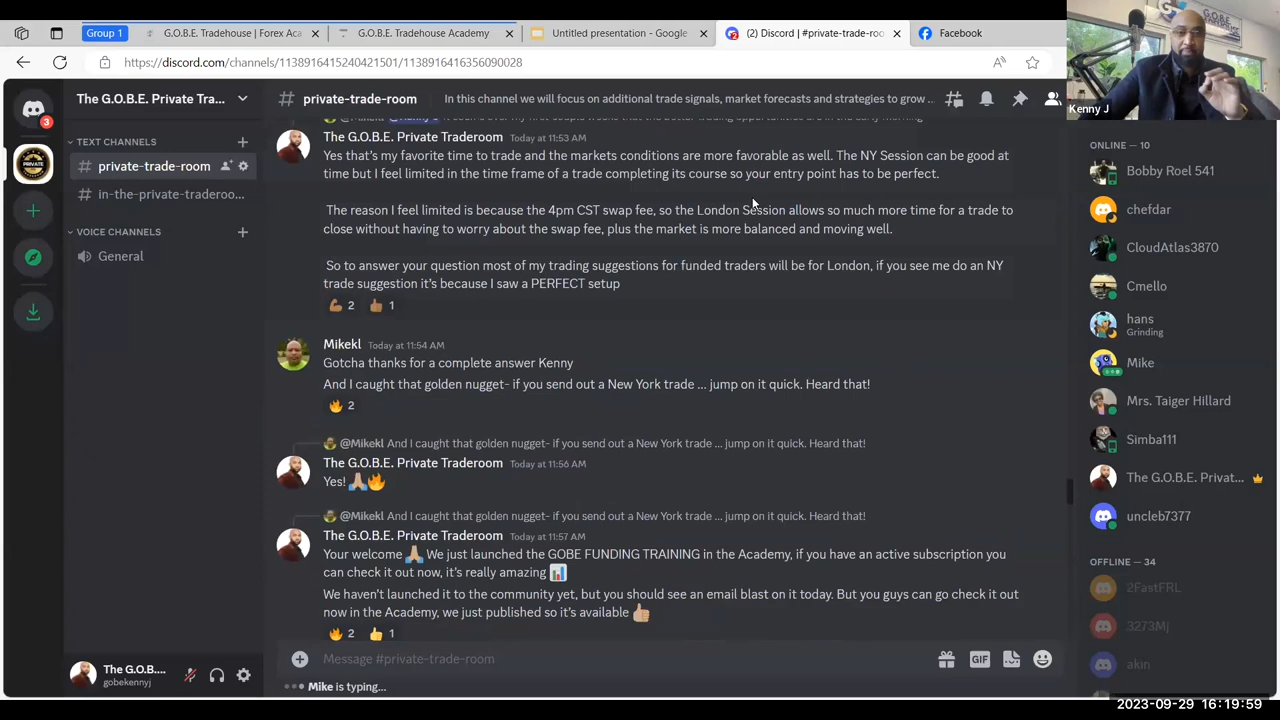 Group 1
G.O.B.E. Tradehouse | Forex Aca
G.O.B.E. Tradehouse Academy
Untitled presentation - Google
(2) Discord | #private-trade-roo
Facebook
https://discord.com/channels/1138916415240421501/1138916416356090028
Kenny J
3
The G.O.B.E. Private Tra...
private-trade-room
In this channel we will focus on additional trade signals, market forecasts and strategies to grow ...
TEXT CHANNELS
private-trade-room
in-the-private-traderoo...
VOICE CHANNELS
General
The G.O.B.E. Private Traderoom Today at 11:53 AM
Yes that's my favorite time to trade and the markets conditions are more favorable as well. The NY Session can be good at
time but I feel limited in the time frame of a trade completing its course so your entry point has to be perfect.
The reason I feel limited is because the 4pm CST swap fee, so the London Session allows so much more time for a trade to
close without having to worry about the swap fee, plus the market is more balanced and moving well.
So to answer your question most of my trading suggestions for funded traders will be for London, if you see me do an NY
trade suggestion it's because I saw a PERFECT setup
2 1
Mikekl Today at 11:54 AM
Gotcha thanks for a complete answer Kenny
And I caught that golden nugget- if you send out a New York trade ... jump on it quick. Heard that!
2
@Mikekl And I caught that golden nugget- if you send out a New York trade ... jump on it quick. Heard that!
The G.O.B.E. Private Traderoom Today at 11:56 AM
Yes! 🙏🏽🔥
@Mikekl And I caught that golden nugget- if you send out a New York trade ... jump on it quick. Heard that!
The G.O.B.E. Private Traderoom Today at 11:57 AM
Your welcome 🙏🏽 We just launched the GOBE FUNDING TRAINING in the Academy, if you have an active subscription you
can check it out now, it's really amazing 📊
We haven't launched it to the community yet, but you should see an email blast on it today. But you guys can go check it out
now in the Academy, we just published so it's available 👍🏽
2 1
Message #private-trade-room
GIF
Mike is typing...
The G.O.B....
gobekennyj
ONLINE — 10
Bobby Roel 541
chefdar
CloudAtlas3870
Cmello
hans
Grinding
Mike
Mrs. Taiger Hillard
Simba111
The G.O.B.E. Privat...
uncleb7377
OFFLINE — 34
2FastFRL
3273Mj
akin
2023-09-29 16:19:59